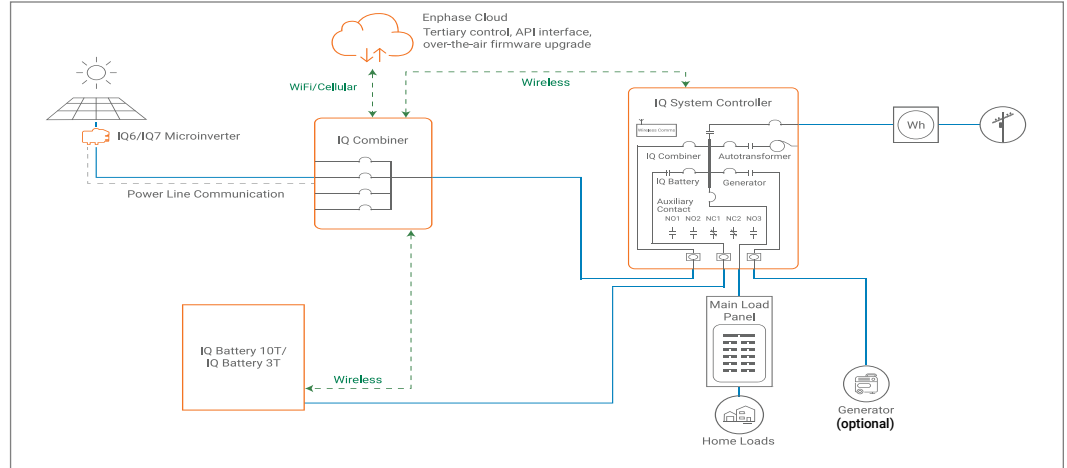 Enphase Cloud
Tertiary control, API interface,
over-the-air firmware upgrade
WiFi/Cellular
Wireless
IQ System Controller
IQ6/IQ7 Microinverter
IQ Combiner
Wireless Comms
Wh
IQ Combiner
Autotransformer
IQ Battery
Generator
Power Line Communication
Auxiliary
Contact
NO1 NO2 NC1 NC2 NO3
Main Load
Panel
IQ Battery 10T/
IQ Battery 3T
Wireless
Generator
(optional)
Home Loads